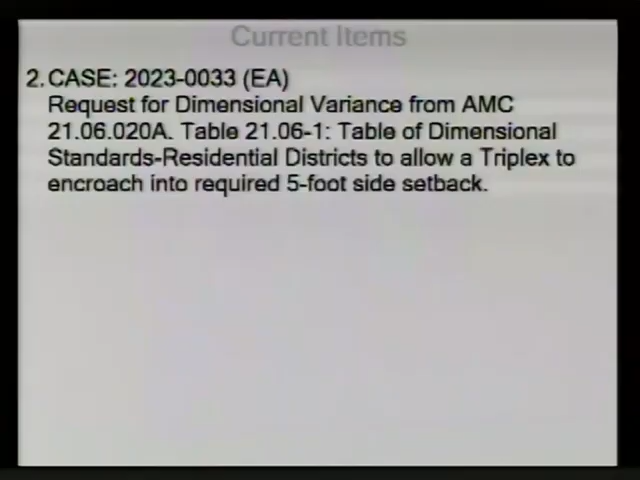 Current Items
2. CASE: 2023-0033 (EA)
Request for Dimensional Variance from AMC
21.06.020A. Table 21.06-1: Table of Dimensional
Standards-Residential Districts to allow a Triplex to
encroach into required 5-foot side setback.